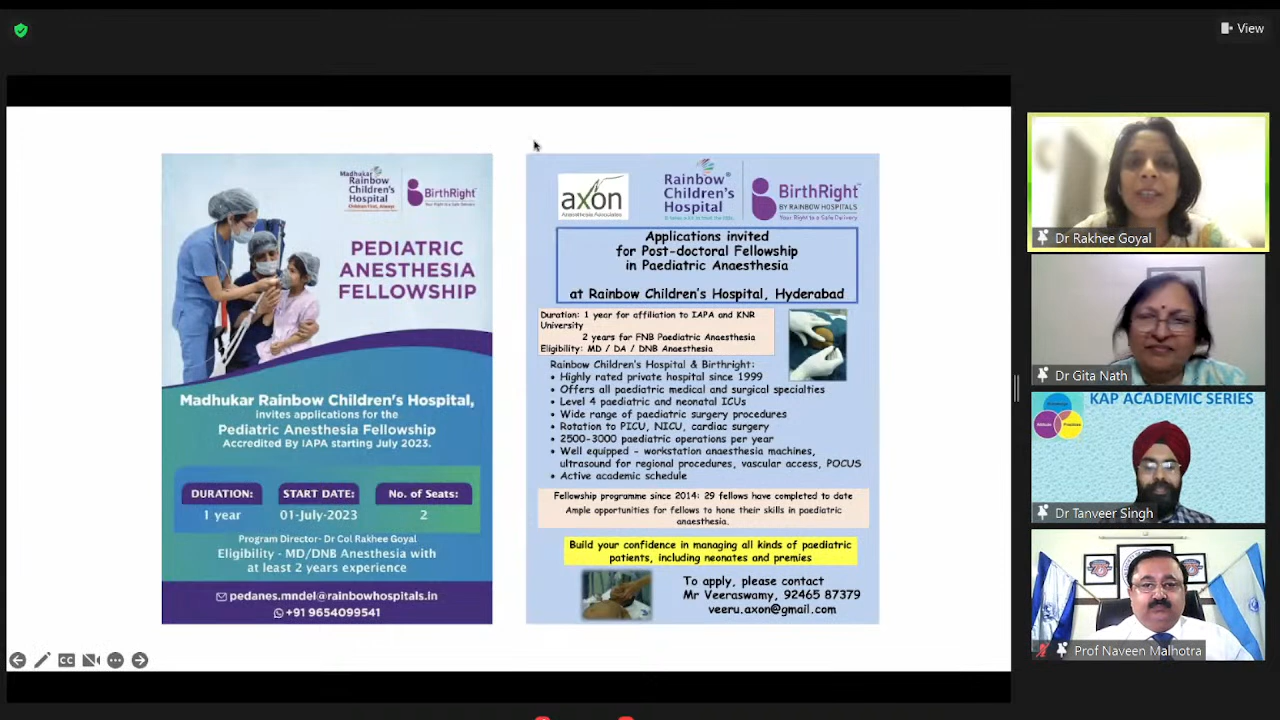 View
Madhukar
Rainbow
Children's
Hospital
BirthRight
PEDIATRIC
ANESTHESIA
FELLOWSHIP
Madhukar Rainbow Children's Hospital,
invites applications for the
Pediatric Anesthesia Fellowship
Accredited By IAPA starting July 2023.
DURATION:
1 year
START DATE:
01-July-2023
No. of Seats:
2
Program Director- Dr Col Rakhee Goyal
Eligibility - MD/DNB Anesthesia with
at least 2 years experience
pedanes.mndel@rainbowhospitals.in
+91 9654099541
axon
Anaesthesia Associates
Rainbow
Children's
Hospital
BirthRight
BY RAINBOW HOSPITALS
Your Right to a Safe Delivery
Applications invited
for Post-doctoral Fellowship
in Paediatric Anaesthesia
at Rainbow Children's Hospital, Hyderabad
Duration: 1 year for affiliation to IAPA and KNR
University
2 years for FNB Paediatric Anaesthesia
Eligibility: MD / DA / DNB Anaesthesia
Rainbow Children's Hospital & Birthright:
• Highly rated private hospital since 1999
• Offers all paediatric medical and surgical specialties
• Level 4 paediatric and neonatal ICUs
• Wide range of paediatric surgery procedures
• Rotation to PICU, NICU, cardiac surgery
• 2500-3000 paediatric operations per year
• Well equipped - workstation anaesthesia machines,
ultrasound for regional procedures, vascular access, POCUS
• Active academic schedule
Fellowship programme since 2014: 29 fellows have completed to date
Ample opportunities for fellows to hone their skills in paediatric
anaesthesia.
Build your confidence in managing all kinds of paediatric
patients, including neonates and premies
To apply, please contact
Mr Veeraswamy, 92465 87379
veeru.axon@gmail.com
CC
Dr Rakhee Goyal
Dr Gita Nath
KAP ACADEMIC SERIES
Dr Tanveer Singh
Prof Naveen Malhotra